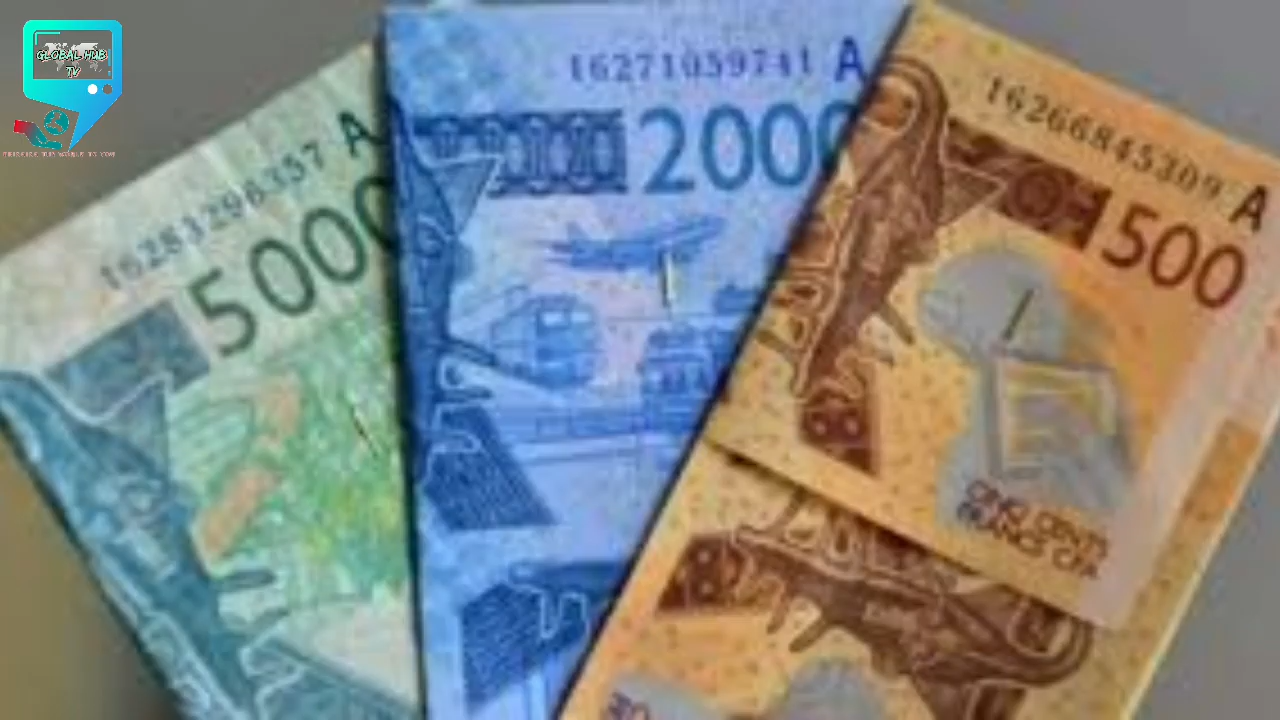 GLOBAL HUB
TV
16283296357 A
5000
16271059741 A
2000
16266845309 A
500
CINQ CENTS
FRANCS CFA